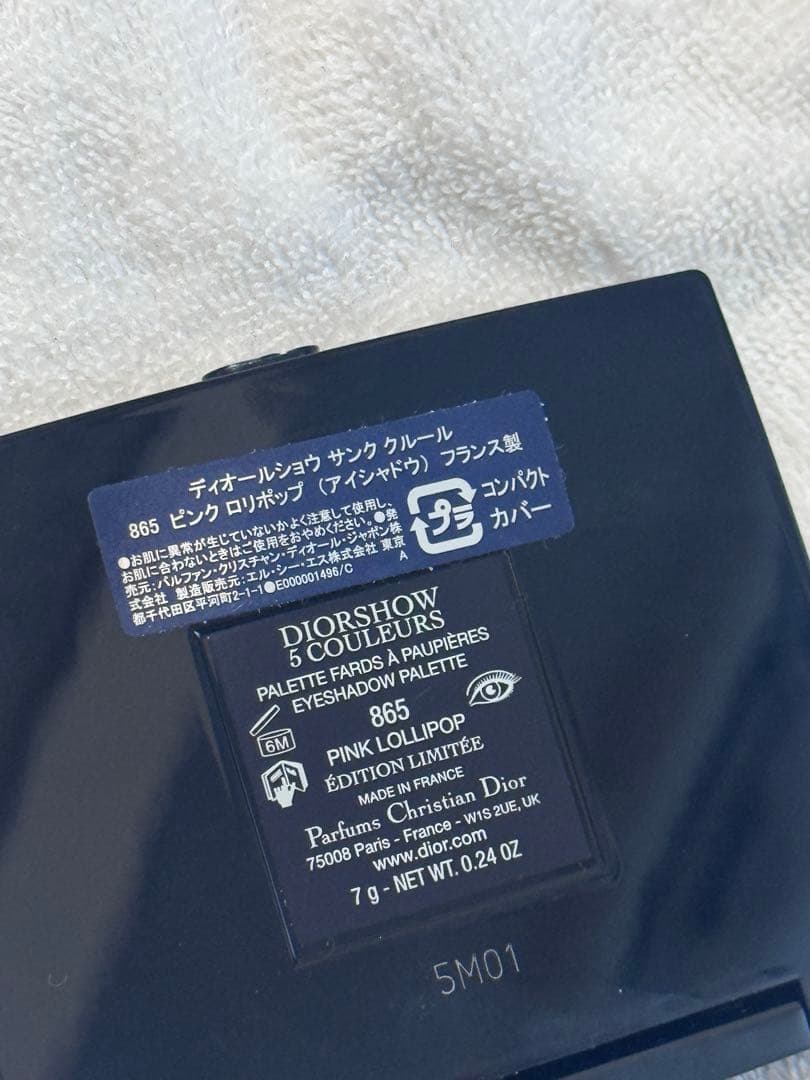 ディオールショウ サンク クルール
865 ピンク ロリポップ （アイシャドウ） フランス製
●お肌に異常が生じていないかよく注意して使用し、
お肌に合わないときはご使用をおやめください。●発
売元：パルファン・クリスチャン・ディオール・ジャポン株
式会社 製造販売元：エル・シー・エス株式会社 東京
都千代田区平河町2-1-1●E000001496/C
A
プラ
コンパクト
カバー
DIORSHOW
5 COULEURS
PALETTE FARDS À PAUPIÈRES
EYESHADOW PALETTE
865
6M
PINK LOLLIPOP
ÉDITION LIMITÉE
MADE IN FRANCE
Parfums Christian Dior
75008 Paris - France - W1S 2UE, UK
www.dior.com
7 g - NET WT. 0.24 OZ
5M01